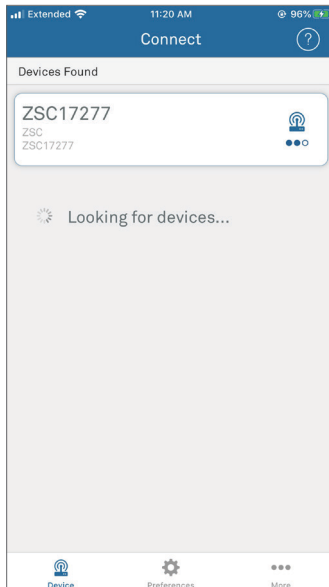 Extended 11:20 AM 96%
Connect
?
Devices Found
ZSC17277
ZSC
ZSC17277
Looking for devices...
Device Preferences More